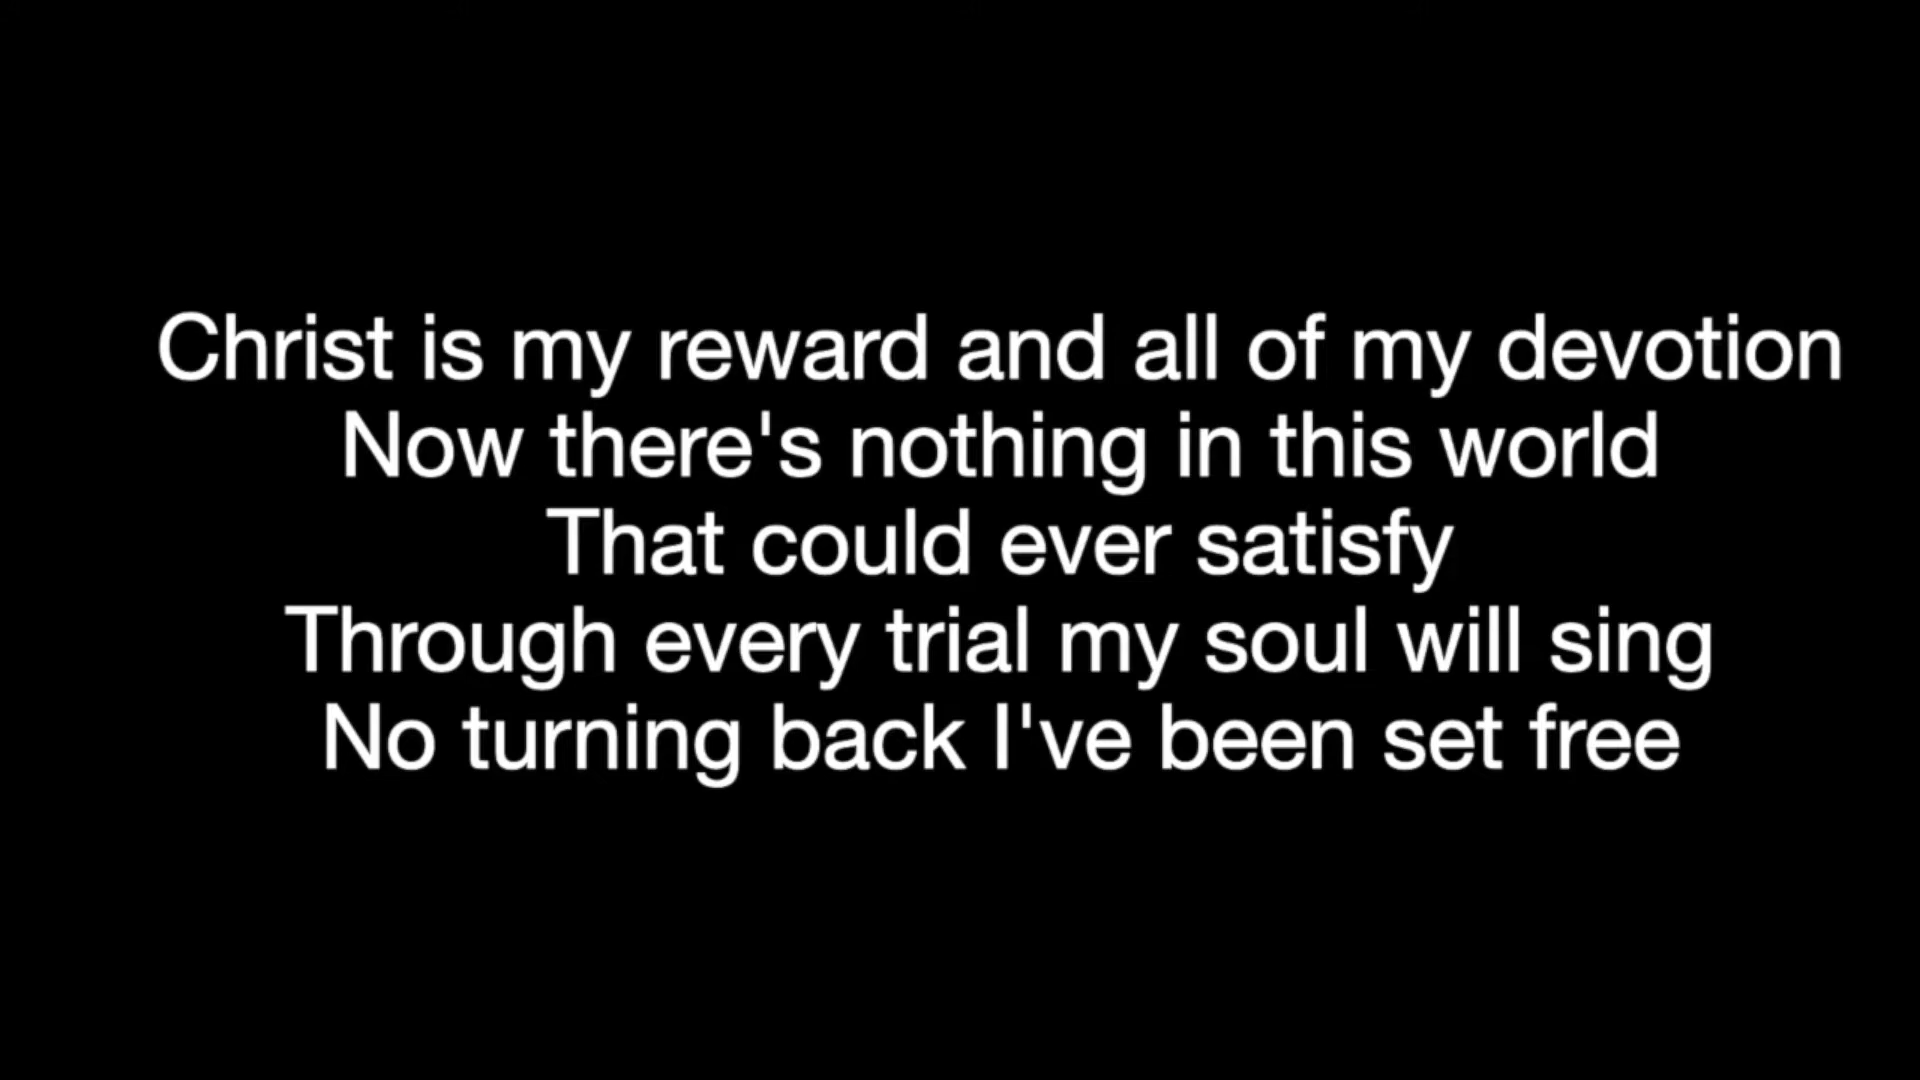 Christ is my reward and all of my devotion
Now there's nothing in this world
That could ever satisfy
Through every trial my soul will sing
No turning back I've been set free